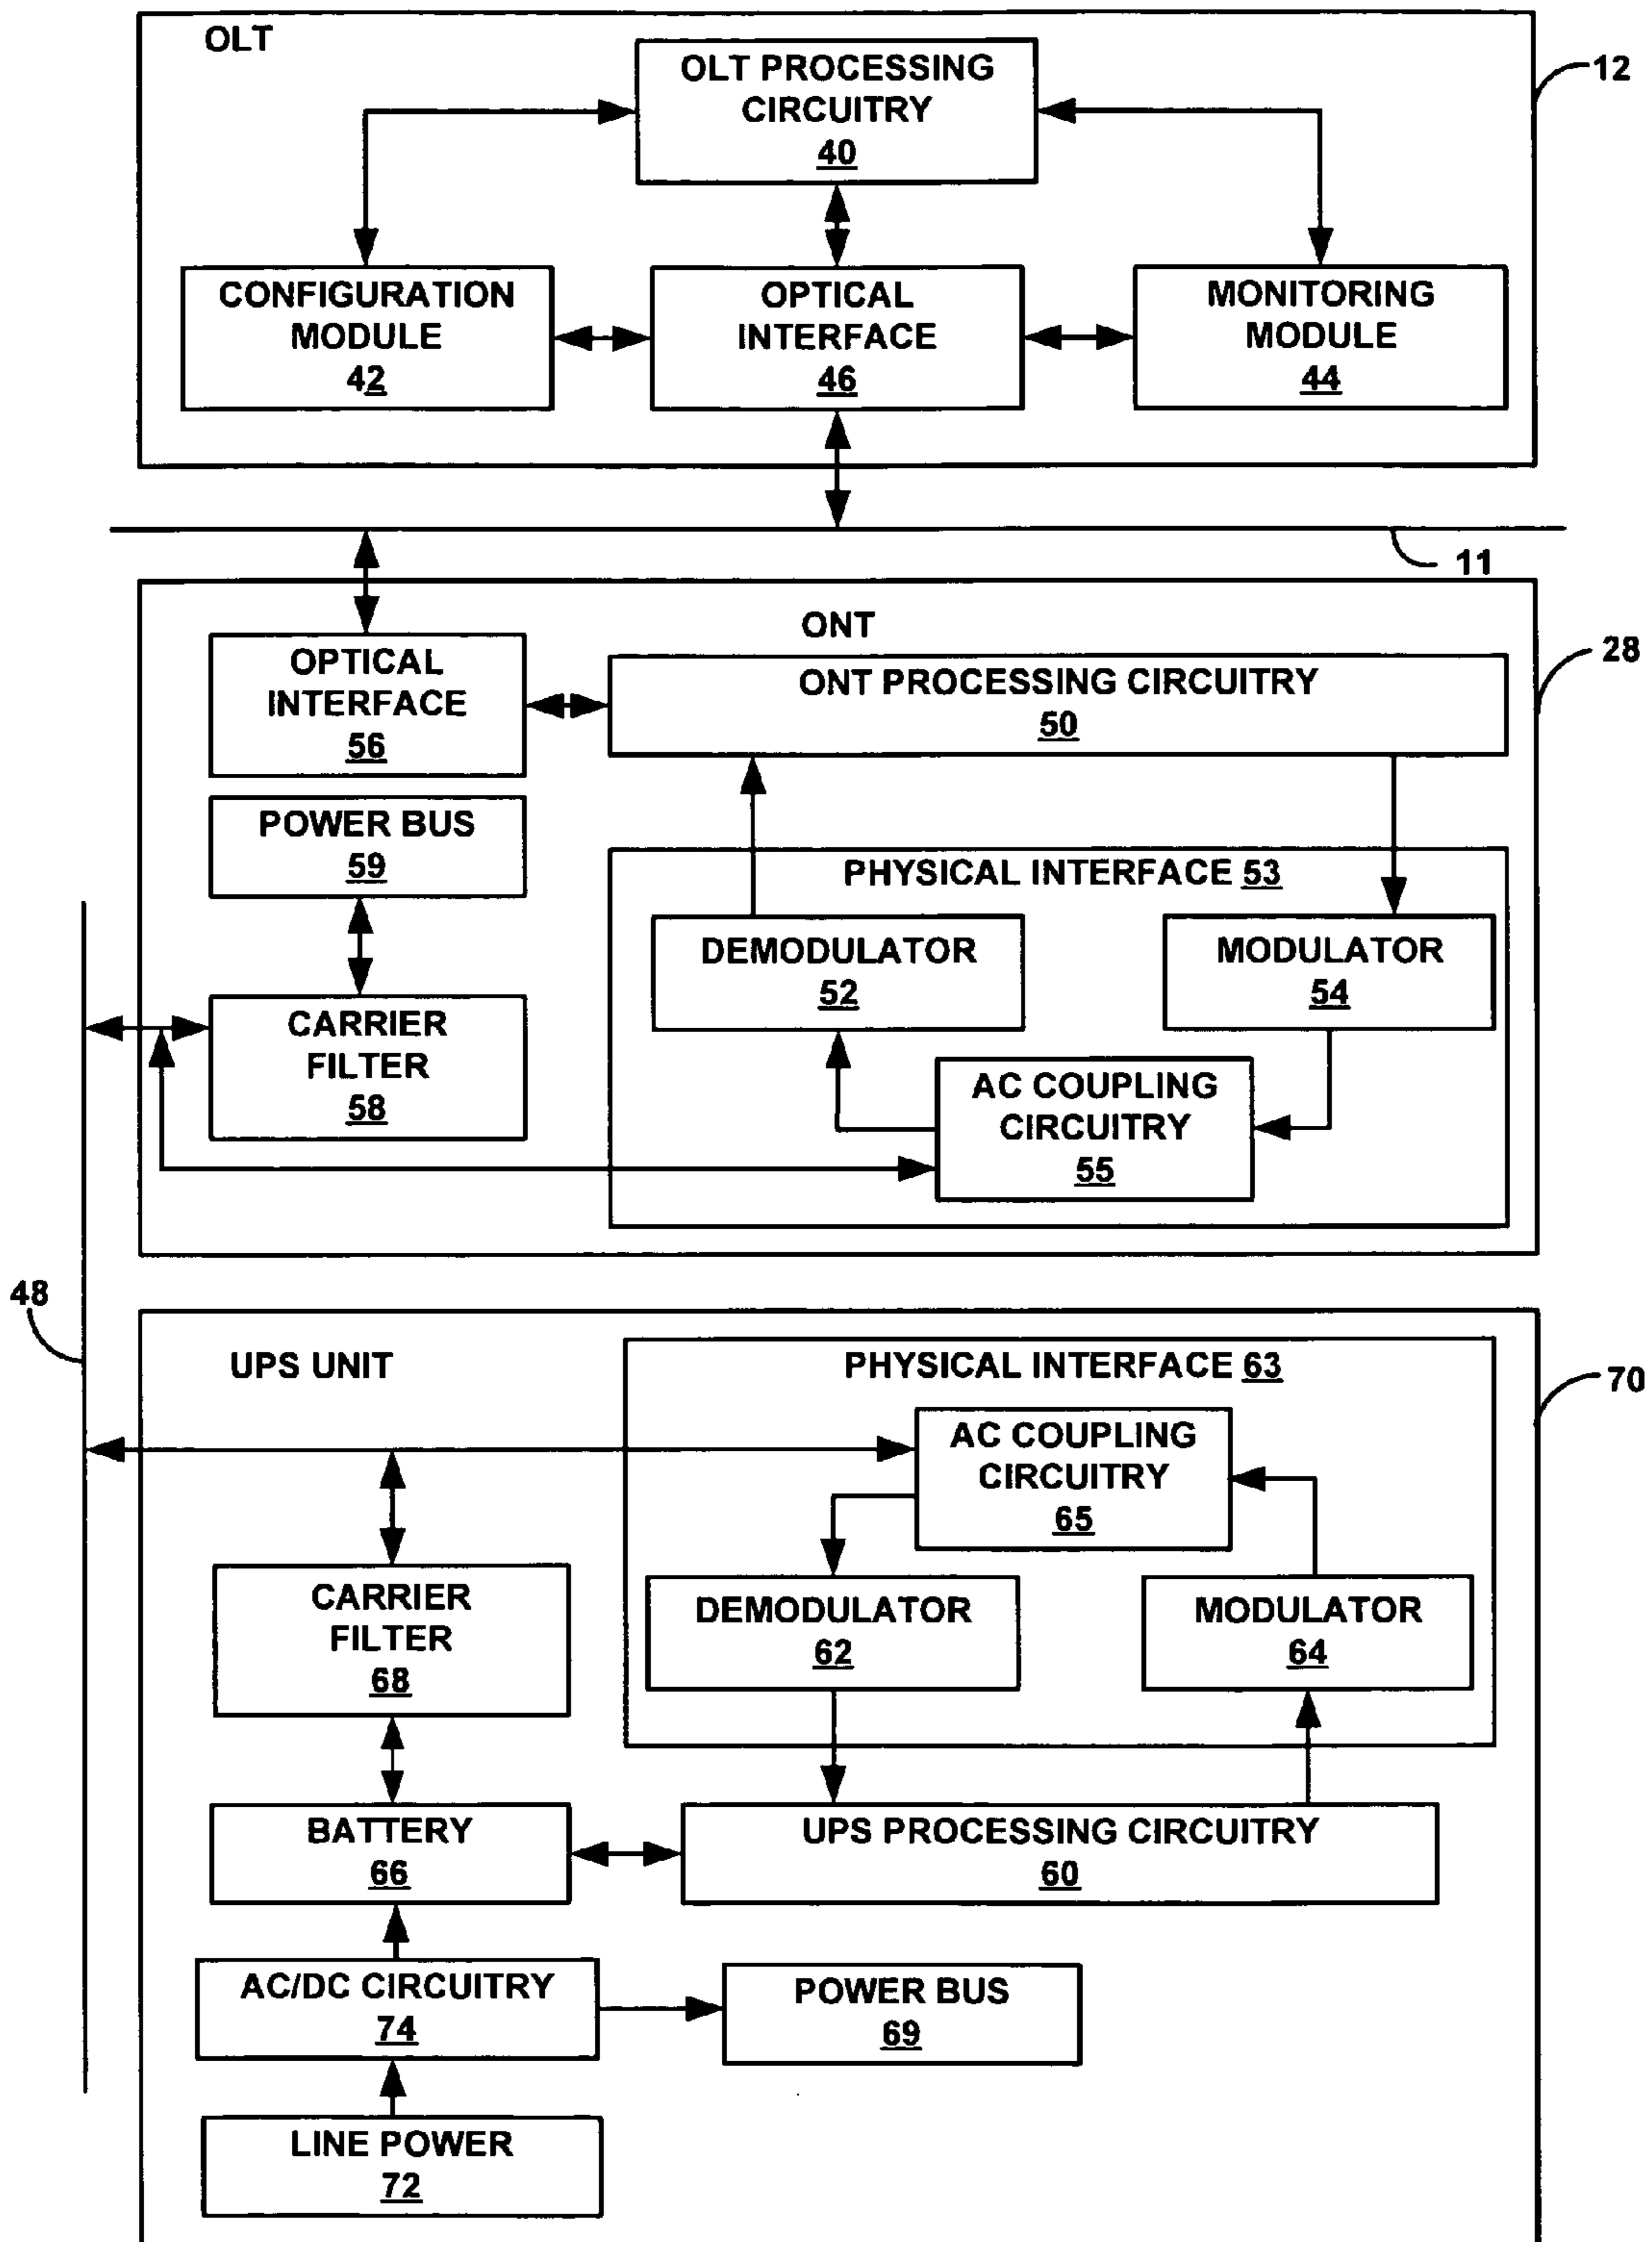 OLT
12
OLT PROCESSING
CIRCUITRY
40
CONFIGURATION
MODULE
42
OPTICAL
INTERFACE
46
MONITORING
MODULE
44
11
ONT
28
OPTICAL
INTERFACE
56
ONT PROCESSING CIRCUITRY
50
POWER BUS
59
PHYSICAL INTERFACE 53
DEMODULATOR
52
MODULATOR
54
CARRIER
FILTER
58
AC COUPLING
CIRCUITRY
55
48
UPS UNIT
PHYSICAL INTERFACE 63
70
AC COUPLING
CIRCUITRY
65
CARRIER
FILTER
68
DEMODULATOR
62
MODULATOR
64
BATTERY
66
UPS PROCESSING CIRCUITRY
60
AC/DC CIRCUITRY
74
POWER BUS
69
LINE POWER
72